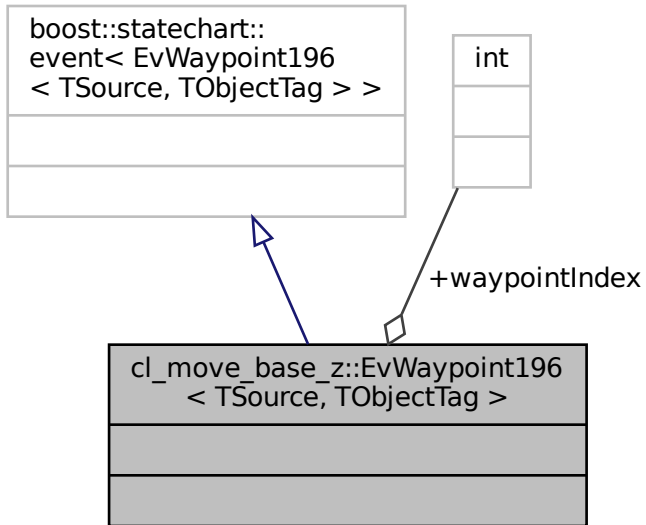 boost::statechart::
event< EvWaypoint196
< TSource, TObjectTag > >
int
+waypointIndex
cl_move_base_z::EvWaypoint196
< TSource, TObjectTag >